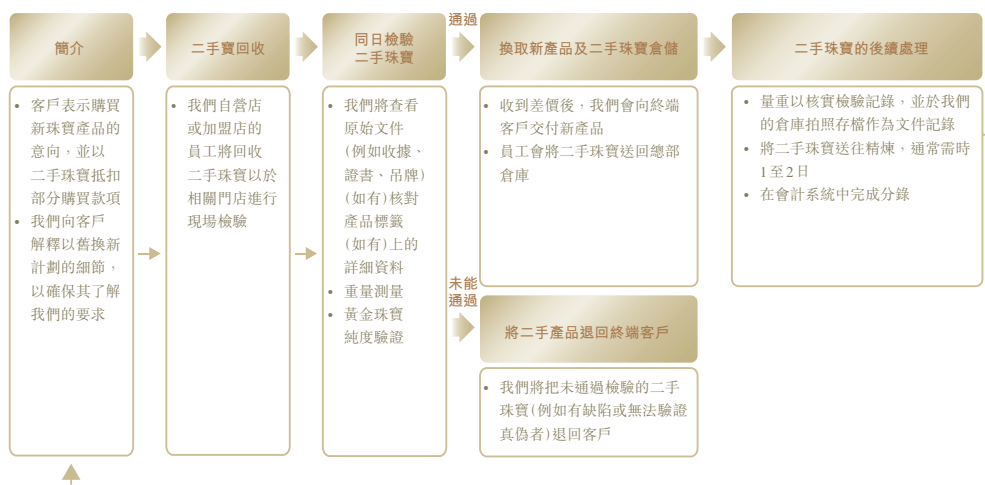 簡介
• 客戶表示購買
新珠寶產品的
意向，並以
二手珠寶抵扣
部分購買款項
• 我們向客戶
解釋以舊換新
計劃的細節，
以確保其了解
我們的要求
二手寶回收
• 我們自營店
或加盟店的
員工將回收
二手珠寶以於
相關門店進行
現場檢驗
同日檢驗
二手珠寶
• 我們將查看
原始文件
(例如收據、
證書、吊牌)
(如有)核對
產品標籤
(如有)上的
詳細資料
• 重量測量
• 黃金珠寶
純度驗證
通過
換取新產品及二手珠寶倉儲
• 收到差價後，我們會向終端
客戶交付新產品
• 員工會將二手珠寶送回總部
倉庫
未能
通過
將二手產品退回終端客戶
• 我們將把未通過檢驗的二手
珠寶(例如有缺陷或無法驗證
真偽者)退回客戶
二手珠寶的後續處理
• 量重以核實檢驗記錄，並於我們
的倉庫拍照存檔作為文件記錄
• 將二手珠寶送往精煉，通常需時
1至2日
• 在會計系統中完成分錄